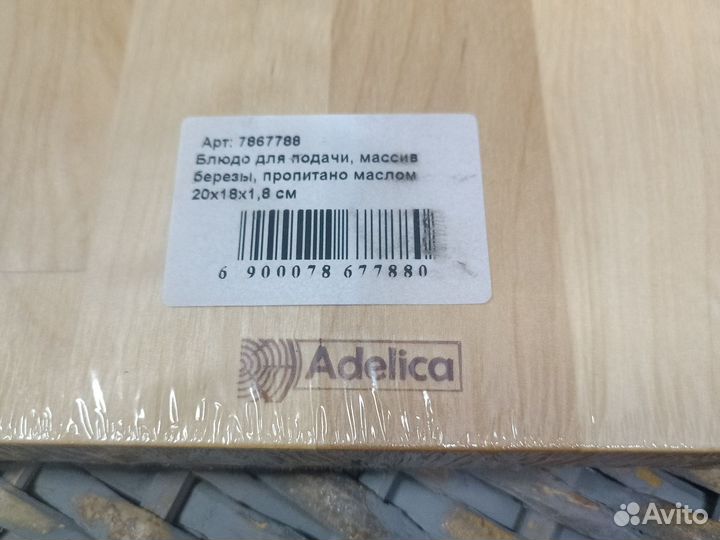 Арт: 7867788
Блюдо для подачи, массив
березы, пропитано маслом
20х18х1,8 см
6 900078 677880
Adelica
Avito